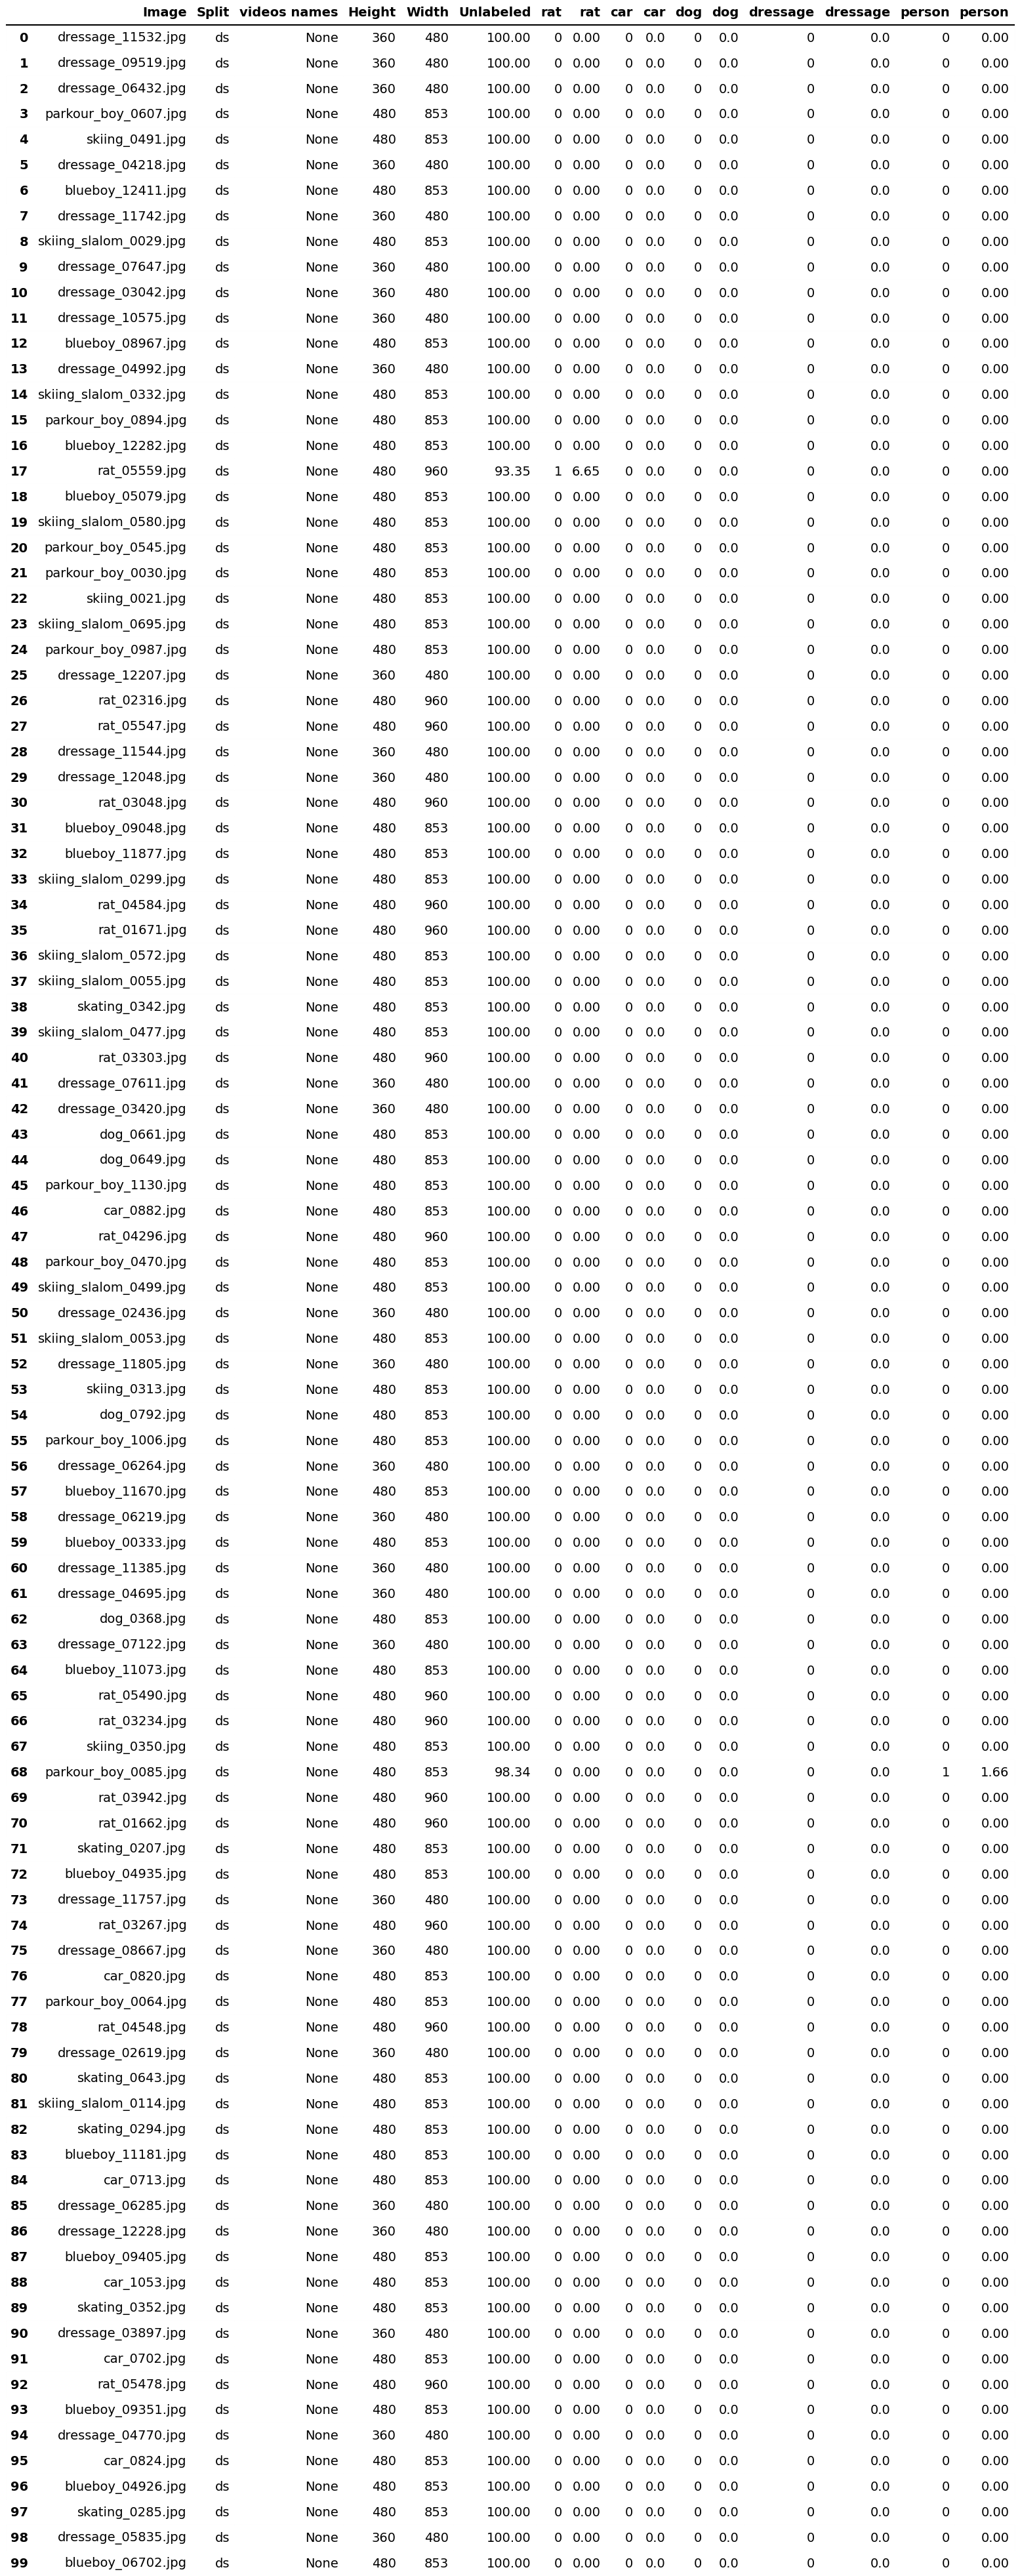 Image Split videos names Height Width Unlabeled rat rat car car dog dog dressage dressage person person
0 dressage_11532.jpg ds None 360 480 100.00 0 0.00 0 0.0 0 0.0 0 0.0 0 0.00
1 dressage_09519.jpg ds None 360 480 100.00 0 0.00 0 0.0 0 0.0 0 0.0 0 0.00
2 dressage_06432.jpg ds None 360 480 100.00 0 0.00 0 0.0 0 0.0 0 0.0 0 0.00
3 parkour_boy_0607.jpg ds None 480 853 100.00 0 0.00 0 0.0 0 0.0 0 0.0 0 0.00
4 skiing_0491.jpg ds None 480 853 100.00 0 0.00 0 0.0 0 0.0 0 0.0 0 0.00
5 dressage_04218.jpg ds None 360 480 100.00 0 0.00 0 0.0 0 0.0 0 0.0 0 0.00
6 blueboy_12411.jpg ds None 480 853 100.00 0 0.00 0 0.0 0 0.0 0 0.0 0 0.00
7 dressage_11742.jpg ds None 360 480 100.00 0 0.00 0 0.0 0 0.0 0 0.0 0 0.00
8 skiing_slalom_0029.jpg ds None 480 853 100.00 0 0.00 0 0.0 0 0.0 0 0.0 0 0.00
9 dressage_07647.jpg ds None 360 480 100.00 0 0.00 0 0.0 0 0.0 0 0.0 0 0.00
10 dressage_03042.jpg ds None 360 480 100.00 0 0.00 0 0.0 0 0.0 0 0.0 0 0.00
11 dressage_10575.jpg ds None 360 480 100.00 0 0.00 0 0.0 0 0.0 0 0.0 0 0.00
12 blueboy_08967.jpg ds None 480 853 100.00 0 0.00 0 0.0 0 0.0 0 0.0 0 0.00
13 dressage_04992.jpg ds None 360 480 100.00 0 0.00 0 0.0 0 0.0 0 0.0 0 0.00
14 skiing_slalom_0332.jpg ds None 480 853 100.00 0 0.00 0 0.0 0 0.0 0 0.0 0 0.00
15 parkour_boy_0894.jpg ds None 480 853 100.00 0 0.00 0 0.0 0 0.0 0 0.0 0 0.00
16 blueboy_12282.jpg ds None 480 853 100.00 0 0.00 0 0.0 0 0.0 0 0.0 0 0.00
17 rat_05559.jpg ds None 480 960 93.35 1 6.65 0 0.0 0 0.0 0 0.0 0 0.00
18 blueboy_05079.jpg ds None 480 853 100.00 0 0.00 0 0.0 0 0.0 0 0.0 0 0.00
19 skiing_slalom_0580.jpg ds None 480 853 100.00 0 0.00 0 0.0 0 0.0 0 0.0 0 0.00
20 parkour_boy_0545.jpg ds None 480 853 100.00 0 0.00 0 0.0 0 0.0 0 0.0 0 0.00
21 parkour_boy_0030.jpg ds None 480 853 100.00 0 0.00 0 0.0 0 0.0 0 0.0 0 0.00
22 skiing_0021.jpg ds None 480 853 100.00 0 0.00 0 0.0 0 0.0 0 0.0 0 0.00
23 skiing_slalom_0695.jpg ds None 480 853 100.00 0 0.00 0 0.0 0 0.0 0 0.0 0 0.00
24 parkour_boy_0987.jpg ds None 480 853 100.00 0 0.00 0 0.0 0 0.0 0 0.0 0 0.00
25 dressage_12207.jpg ds None 360 480 100.00 0 0.00 0 0.0 0 0.0 0 0.0 0 0.00
26 rat_02316.jpg ds None 480 960 100.00 0 0.00 0 0.0 0 0.0 0 0.0 0 0.00
27 rat_05547.jpg ds None 480 960 100.00 0 0.00 0 0.0 0 0.0 0 0.0 0 0.00
28 dressage_11544.jpg ds None 360 480 100.00 0 0.00 0 0.0 0 0.0 0 0.0 0 0.00
29 dressage_12048.jpg ds None 360 480 100.00 0 0.00 0 0.0 0 0.0 0 0.0 0 0.00
30 rat_03048.jpg ds None 480 960 100.00 0 0.00 0 0.0 0 0.0 0 0.0 0 0.00
31 blueboy_09048.jpg ds None 480 853 100.00 0 0.00 0 0.0 0 0.0 0 0.0 0 0.00
32 blueboy_11877.jpg ds None 480 853 100.00 0 0.00 0 0.0 0 0.0 0 0.0 0 0.00
33 skiing_slalom_0299.jpg ds None 480 853 100.00 0 0.00 0 0.0 0 0.0 0 0.0 0 0.00
34 rat_04584.jpg ds None 480 960 100.00 0 0.00 0 0.0 0 0.0 0 0.0 0 0.00
35 rat_01671.jpg ds None 480 960 100.00 0 0.00 0 0.0 0 0.0 0 0.0 0 0.00
36 skiing_slalom_0572.jpg ds None 480 853 100.00 0 0.00 0 0.0 0 0.0 0 0.0 0 0.00
37 skiing_slalom_0055.jpg ds None 480 853 100.00 0 0.00 0 0.0 0 0.0 0 0.0 0 0.00
38 skating_0342.jpg ds None 480 853 100.00 0 0.00 0 0.0 0 0.0 0 0.0 0 0.00
39 skiing_slalom_0477.jpg ds None 480 853 100.00 0 0.00 0 0.0 0 0.0 0 0.0 0 0.00
40 rat_03303.jpg ds None 480 960 100.00 0 0.00 0 0.0 0 0.0 0 0.0 0 0.00
41 dressage_07611.jpg ds None 360 480 100.00 0 0.00 0 0.0 0 0.0 0 0.0 0 0.00
42 dressage_03420.jpg ds None 360 480 100.00 0 0.00 0 0.0 0 0.0 0 0.0 0 0.00
43 dog_0661.jpg ds None 480 853 100.00 0 0.00 0 0.0 0 0.0 0 0.0 0 0.00
44 dog_0649.jpg ds None 480 853 100.00 0 0.00 0 0.0 0 0.0 0 0.0 0 0.00
45 parkour_boy_1130.jpg ds None 480 853 100.00 0 0.00 0 0.0 0 0.0 0 0.0 0 0.00
46 car_0882.jpg ds None 480 853 100.00 0 0.00 0 0.0 0 0.0 0 0.0 0 0.00
47 rat_04296.jpg ds None 480 960 100.00 0 0.00 0 0.0 0 0.0 0 0.0 0 0.00
48 parkour_boy_0470.jpg ds None 480 853 100.00 0 0.00 0 0.0 0 0.0 0 0.0 0 0.00
49 skiing_slalom_0499.jpg ds None 480 853 100.00 0 0.00 0 0.0 0 0.0 0 0.0 0 0.00
50 dressage_02436.jpg ds None 360 480 100.00 0 0.00 0 0.0 0 0.0 0 0.0 0 0.00
51 skiing_slalom_0053.jpg ds None 480 853 100.00 0 0.00 0 0.0 0 0.0 0 0.0 0 0.00
52 dressage_11805.jpg ds None 360 480 100.00 0 0.00 0 0.0 0 0.0 0 0.0 0 0.00
53 skiing_0313.jpg ds None 480 853 100.00 0 0.00 0 0.0 0 0.0 0 0.0 0 0.00
54 dog_0792.jpg ds None 480 853 100.00 0 0.00 0 0.0 0 0.0 0 0.0 0 0.00
55 parkour_boy_1006.jpg ds None 480 853 100.00 0 0.00 0 0.0 0 0.0 0 0.0 0 0.00
56 dressage_06264.jpg ds None 360 480 100.00 0 0.00 0 0.0 0 0.0 0 0.0 0 0.00
57 blueboy_11670.jpg ds None 480 853 100.00 0 0.00 0 0.0 0 0.0 0 0.0 0 0.00
58 dressage_06219.jpg ds None 360 480 100.00 0 0.00 0 0.0 0 0.0 0 0.0 0 0.00
59 blueboy_00333.jpg ds None 480 853 100.00 0 0.00 0 0.0 0 0.0 0 0.0 0 0.00
60 dressage_11385.jpg ds None 360 480 100.00 0 0.00 0 0.0 0 0.0 0 0.0 0 0.00
61 dressage_04695.jpg ds None 360 480 100.00 0 0.00 0 0.0 0 0.0 0 0.0 0 0.00
62 dog_0368.jpg ds None 480 853 100.00 0 0.00 0 0.0 0 0.0 0 0.0 0 0.00
63 dressage_07122.jpg ds None 360 480 100.00 0 0.00 0 0.0 0 0.0 0 0.0 0 0.00
64 blueboy_11073.jpg ds None 480 853 100.00 0 0.00 0 0.0 0 0.0 0 0.0 0 0.00
65 rat_05490.jpg ds None 480 960 100.00 0 0.00 0 0.0 0 0.0 0 0.0 0 0.00
66 rat_03234.jpg ds None 480 960 100.00 0 0.00 0 0.0 0 0.0 0 0.0 0 0.00
67 skiing_0350.jpg ds None 480 853 100.00 0 0.00 0 0.0 0 0.0 0 0.0 0 0.00
68 parkour_boy_0085.jpg ds None 480 853 98.34 0 0.00 0 0.0 0 0.0 0 0.0 1 1.66
69 rat_03942.jpg ds None 480 960 100.00 0 0.00 0 0.0 0 0.0 0 0.0 0 0.00
70 rat_01662.jpg ds None 480 960 100.00 0 0.00 0 0.0 0 0.0 0 0.0 0 0.00
71 skating_0207.jpg ds None 480 853 100.00 0 0.00 0 0.0 0 0.0 0 0.0 0 0.00
72 blueboy_04935.jpg ds None 480 853 100.00 0 0.00 0 0.0 0 0.0 0 0.0 0 0.00
73 dressage_11757.jpg ds None 360 480 100.00 0 0.00 0 0.0 0 0.0 0 0.0 0 0.00
74 rat_03267.jpg ds None 480 960 100.00 0 0.00 0 0.0 0 0.0 0 0.0 0 0.00
75 dressage_08667.jpg ds None 360 480 100.00 0 0.00 0 0.0 0 0.0 0 0.0 0 0.00
76 car_0820.jpg ds None 480 853 100.00 0 0.00 0 0.0 0 0.0 0 0.0 0 0.00
77 parkour_boy_0064.jpg ds None 480 853 100.00 0 0.00 0 0.0 0 0.0 0 0.0 0 0.00
78 rat_04548.jpg ds None 480 960 100.00 0 0.00 0 0.0 0 0.0 0 0.0 0 0.00
79 dressage_02619.jpg ds None 360 480 100.00 0 0.00 0 0.0 0 0.0 0 0.0 0 0.00
80 skating_0643.jpg ds None 480 853 100.00 0 0.00 0 0.0 0 0.0 0 0.0 0 0.00
81 skiing_slalom_0114.jpg ds None 480 853 100.00 0 0.00 0 0.0 0 0.0 0 0.0 0 0.00
82 skating_0294.jpg ds None 480 853 100.00 0 0.00 0 0.0 0 0.0 0 0.0 0 0.00
83 blueboy_11181.jpg ds None 480 853 100.00 0 0.00 0 0.0 0 0.0 0 0.0 0 0.00
84 car_0713.jpg ds None 480 853 100.00 0 0.00 0 0.0 0 0.0 0 0.0 0 0.00
85 dressage_06285.jpg ds None 360 480 100.00 0 0.00 0 0.0 0 0.0 0 0.0 0 0.00
86 dressage_12228.jpg ds None 360 480 100.00 0 0.00 0 0.0 0 0.0 0 0.0 0 0.00
87 blueboy_09405.jpg ds None 480 853 100.00 0 0.00 0 0.0 0 0.0 0 0.0 0 0.00
88 car_1053.jpg ds None 480 853 100.00 0 0.00 0 0.0 0 0.0 0 0.0 0 0.00
89 skating_0352.jpg ds None 480 853 100.00 0 0.00 0 0.0 0 0.0 0 0.0 0 0.00
90 dressage_03897.jpg ds None 360 480 100.00 0 0.00 0 0.0 0 0.0 0 0.0 0 0.00
91 car_0702.jpg ds None 480 853 100.00 0 0.00 0 0.0 0 0.0 0 0.0 0 0.00
92 rat_05478.jpg ds None 480 960 100.00 0 0.00 0 0.0 0 0.0 0 0.0 0 0.00
93 blueboy_09351.jpg ds None 480 853 100.00 0 0.00 0 0.0 0 0.0 0 0.0 0 0.00
94 dressage_04770.jpg ds None 360 480 100.00 0 0.00 0 0.0 0 0.0 0 0.0 0 0.00
95 car_0824.jpg ds None 480 853 100.00 0 0.00 0 0.0 0 0.0 0 0.0 0 0.00
96 blueboy_04926.jpg ds None 480 853 100.00 0 0.00 0 0.0 0 0.0 0 0.0 0 0.00
97 skating_0285.jpg ds None 480 853 100.00 0 0.00 0 0.0 0 0.0 0 0.0 0 0.00
98 dressage_05835.jpg ds None 360 480 100.00 0 0.00 0 0.0 0 0.0 0 0.0 0 0.00
99 blueboy_06702.jpg ds None 480 853 100.00 0 0.00 0 0.0 0 0.0 0 0.0 0 0.00